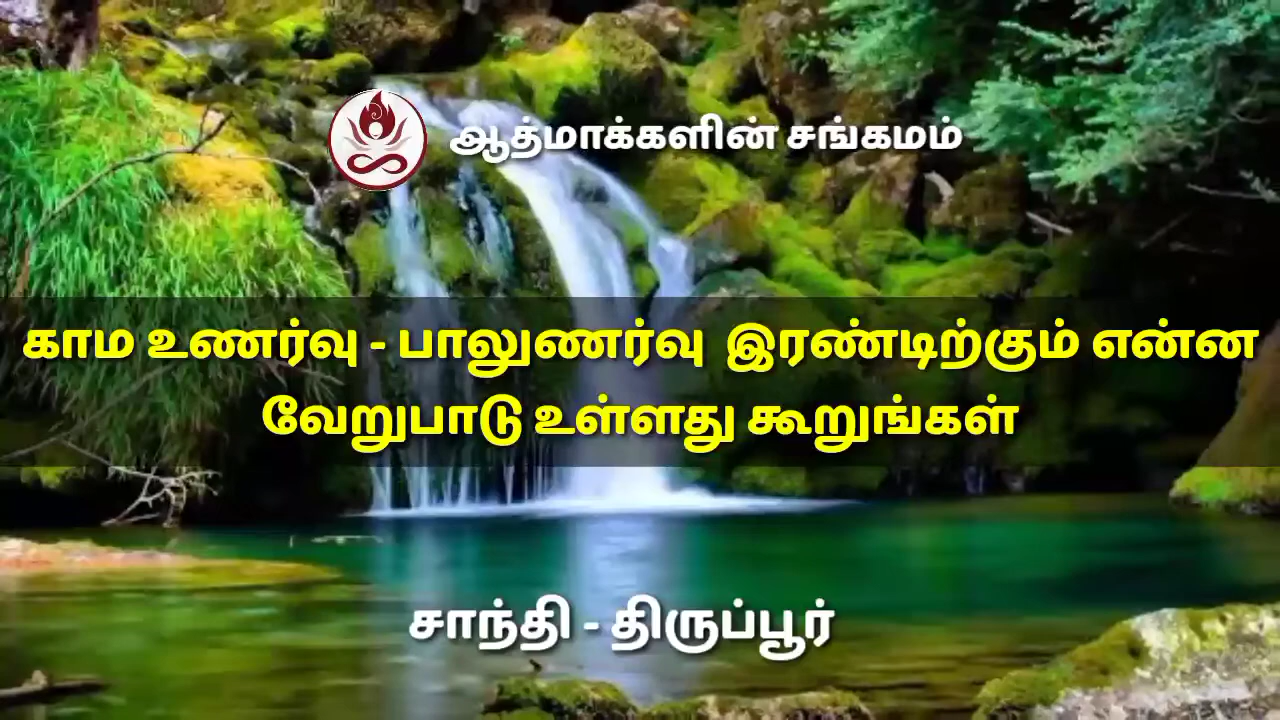 ஆத்மாக்களின் சங்கமம்
காம உணர்வு - பாலுணர்வு இரண்டிற்கும் என்ன
வேறுபாடு உள்ளது கூறுங்கள்
சாந்தி - திருப்பூர்